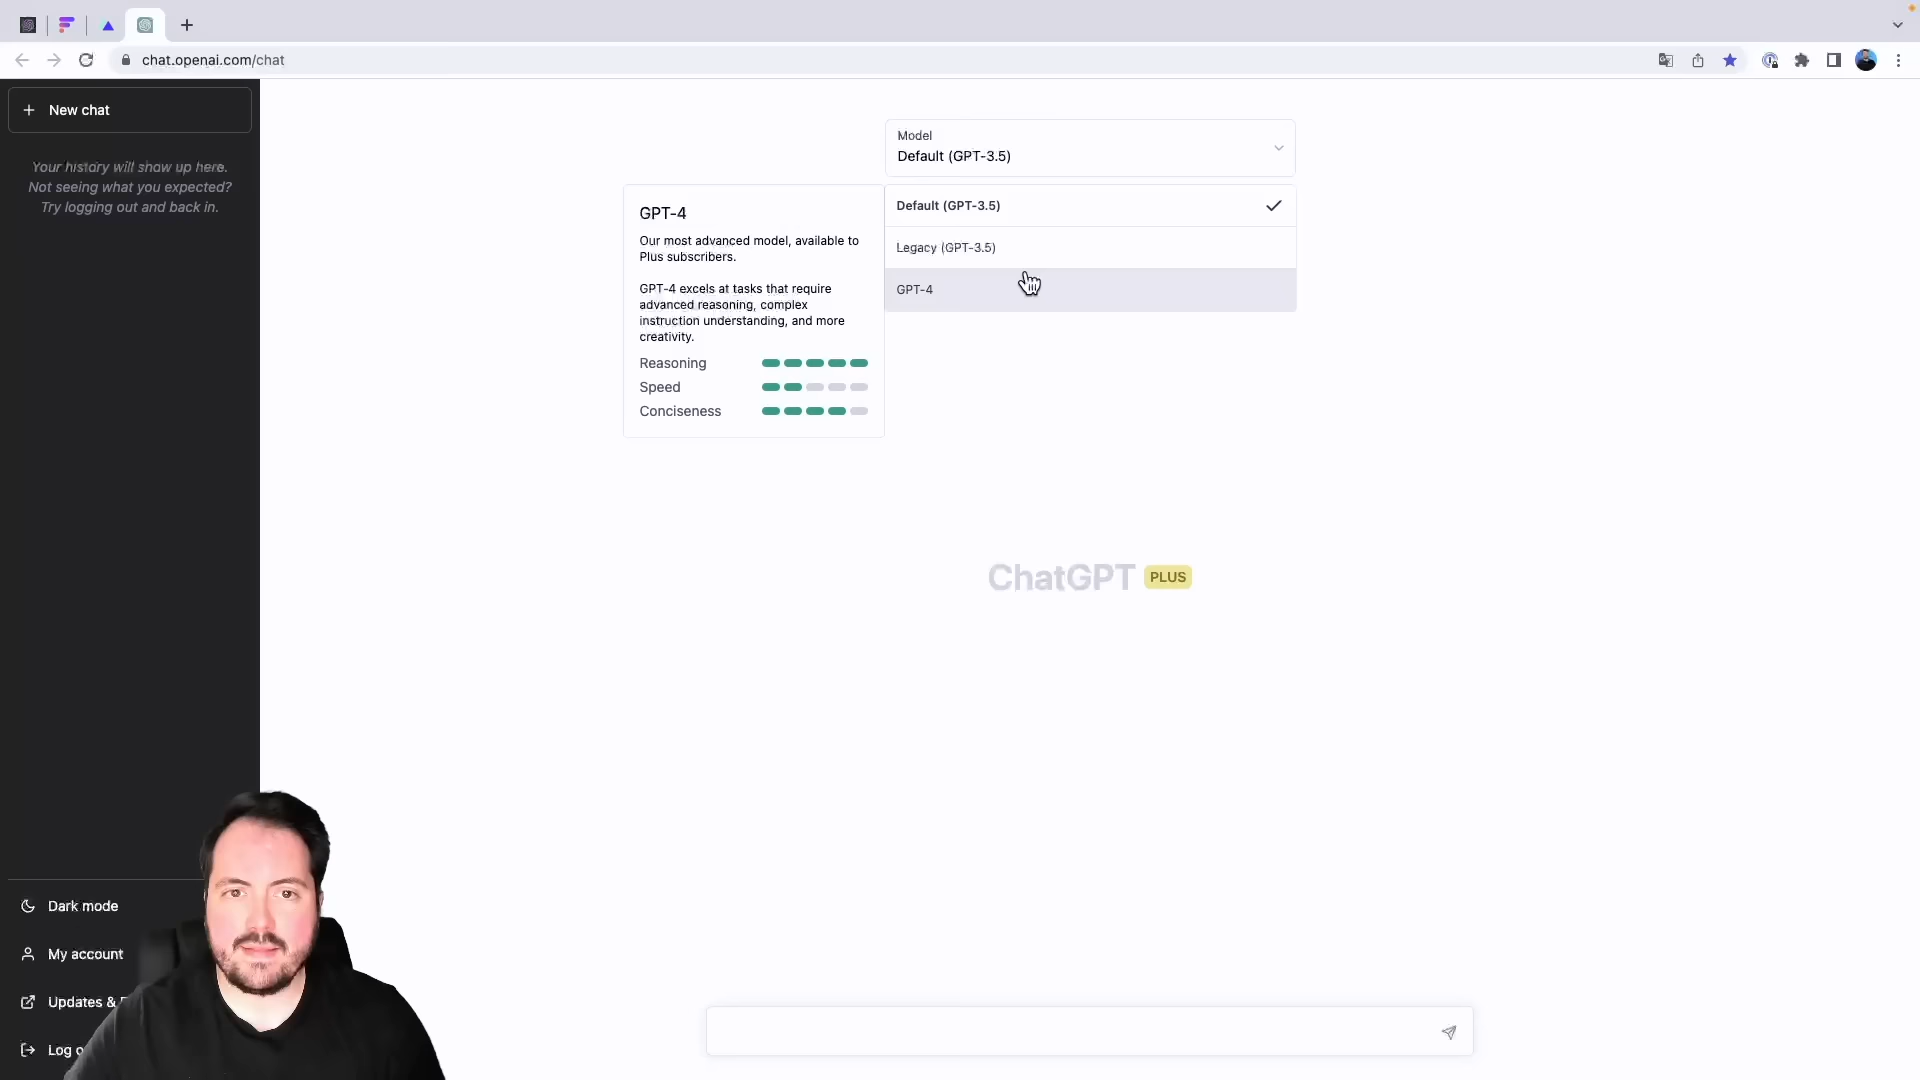 chat.openai.com/chat
New chat
Your history will show up here.
Not seeing what you expected?
Try logging out and back in.
Model
Default (GPT-3.5)
Default (GPT-3.5)
Legacy (GPT-3.5)
GPT-4
GPT-4
Our most advanced model, available to
Plus subscribers.
GPT-4 excels at tasks that require
advanced reasoning, complex
instruction understanding, and more
creativity.
Reasoning
Speed
Conciseness
ChatGPT PLUS
Dark mode
My account
Updates &
Log